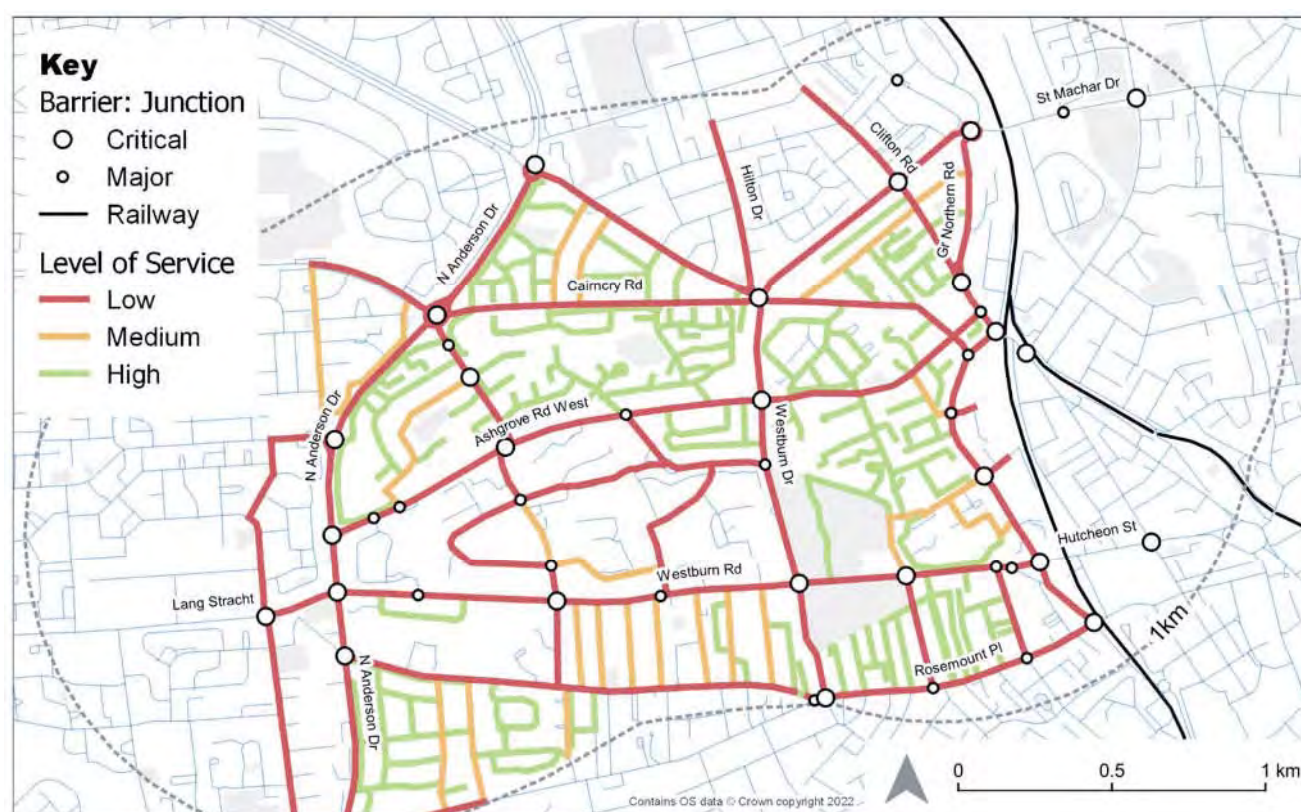 Key
Barrier: Junction
Critical
Major
Railway
Level of Service
Low
Medium
High
St Machar Dr
Clifton Rd
Hilton Dr
Gr Northern Rd
N Anderson Dr
Cairncry Rd
Ashgrove Rd West
Westburn Dr
N Anderson Dr
Hutcheon St
Westburn Rd
Lang Stracht
1km
Rosemount Pl
N Anderson Dr
0 0.5 1 km
Contains OS data © Crown copyright 2022